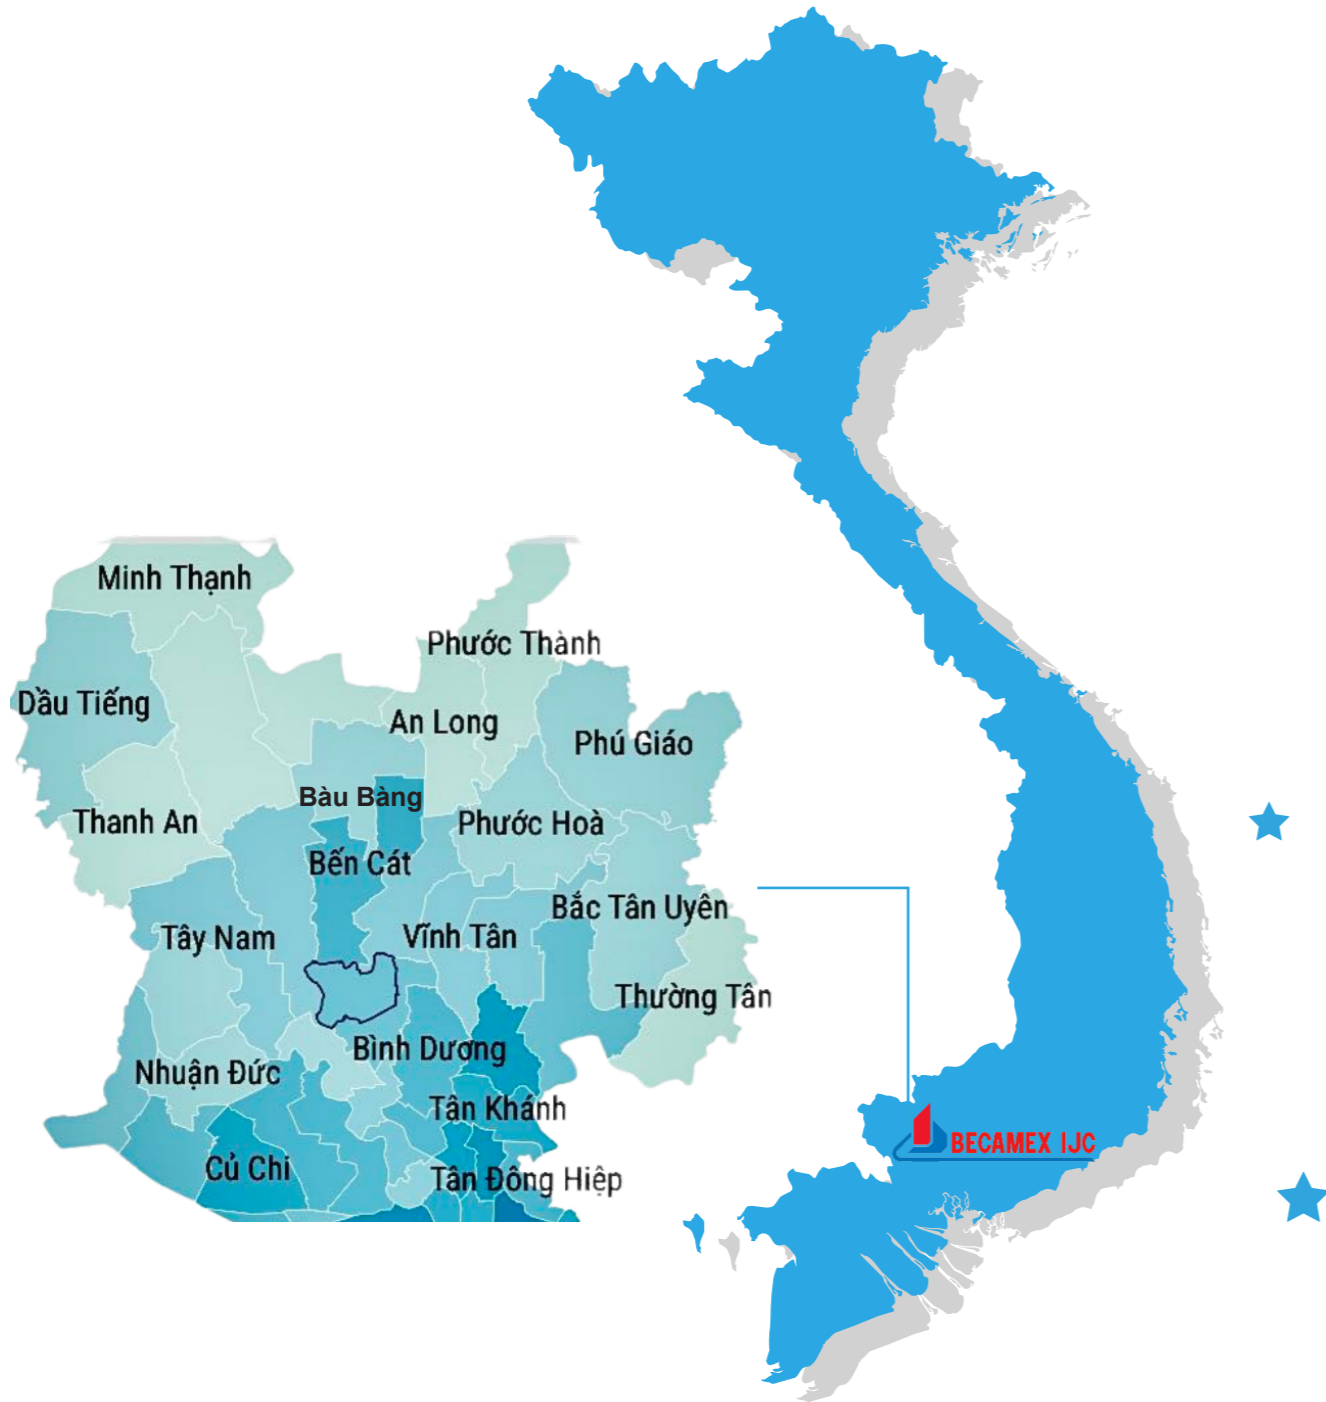 Minh Thạnh
Phước Thành
Dầu Tiếng
An Long
Phú Giáo
Bàu Bàng
Thanh An
Phước Hoà
Bến Cát
Bắc Tân Uyên
Tây Nam
Vĩnh Tân
Thường Tân
Bình Dương
Nhuận Đức
Tân Khánh
BECAMEX IJC
Củ Chi
Tân Đông Hiệp